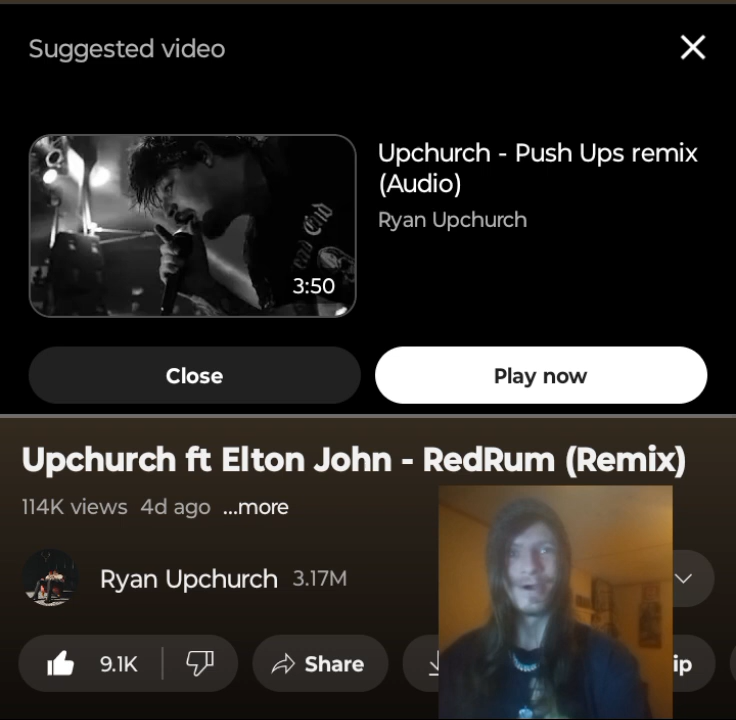 Suggested video
Upchurch - Push Ups remix
(Audio)
Ryan Upchurch
3:50
Close
Play now
Upchurch ft Elton John - RedRum (Remix)
114K views 4d ago ...more
Ryan Upchurch 3.17M
9.1K
Share
ip